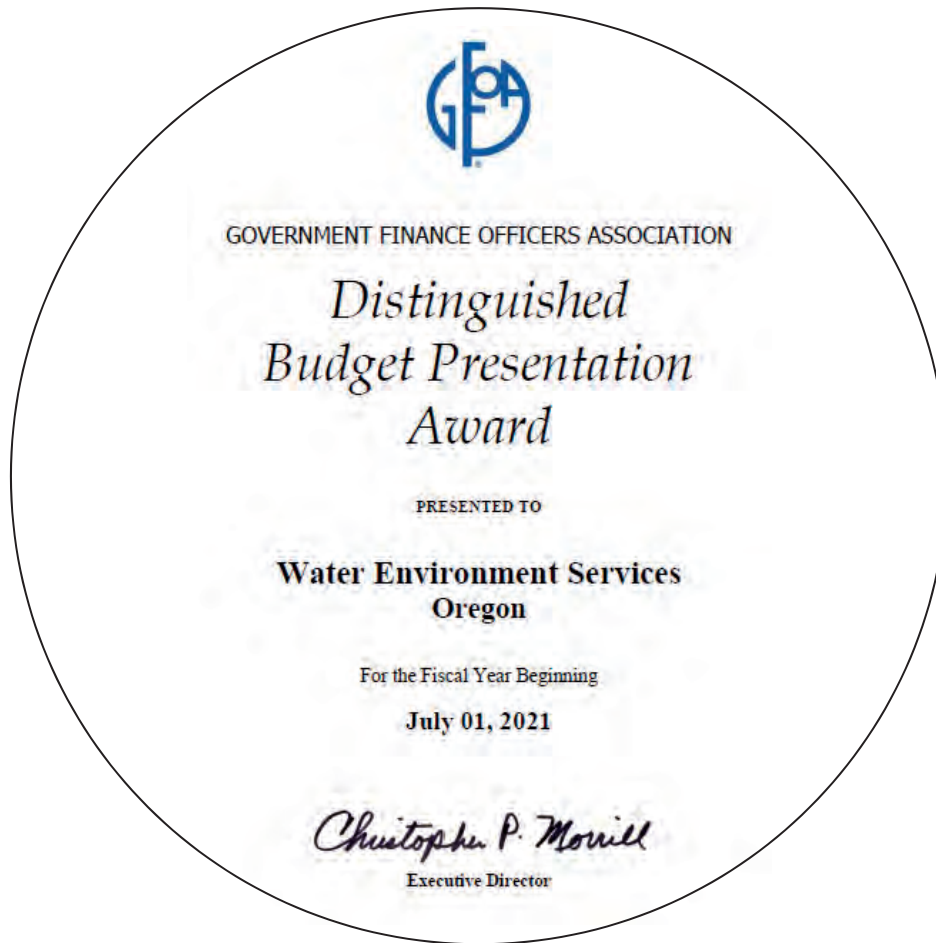 GFOA
GOVERNMENT FINANCE OFFICERS ASSOCIATION
Distinguished
Budget Presentation
Award
PRESENTED TO
Water Environment Services
Oregon
For the Fiscal Year Beginning
July 01, 2021
Christopher P. Morrill
Executive Director